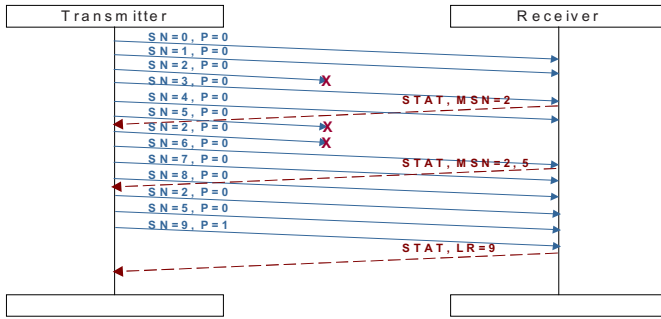 Transmitter
Receiver
SN=0, P=0
SN=1, P=0
SN=2, P=0
X
SN=3, P=0
STAT, MSN=2
SN=4, P=0
SN=5, P=0
X
SN=2, P=0
X
SN=6, P=0
SN=7, P=0
STAT, MSN=2, 5
SN=8, P=0
SN=2, P=0
SN=5, P=0
SN=9, P=1
STAT, LR=9